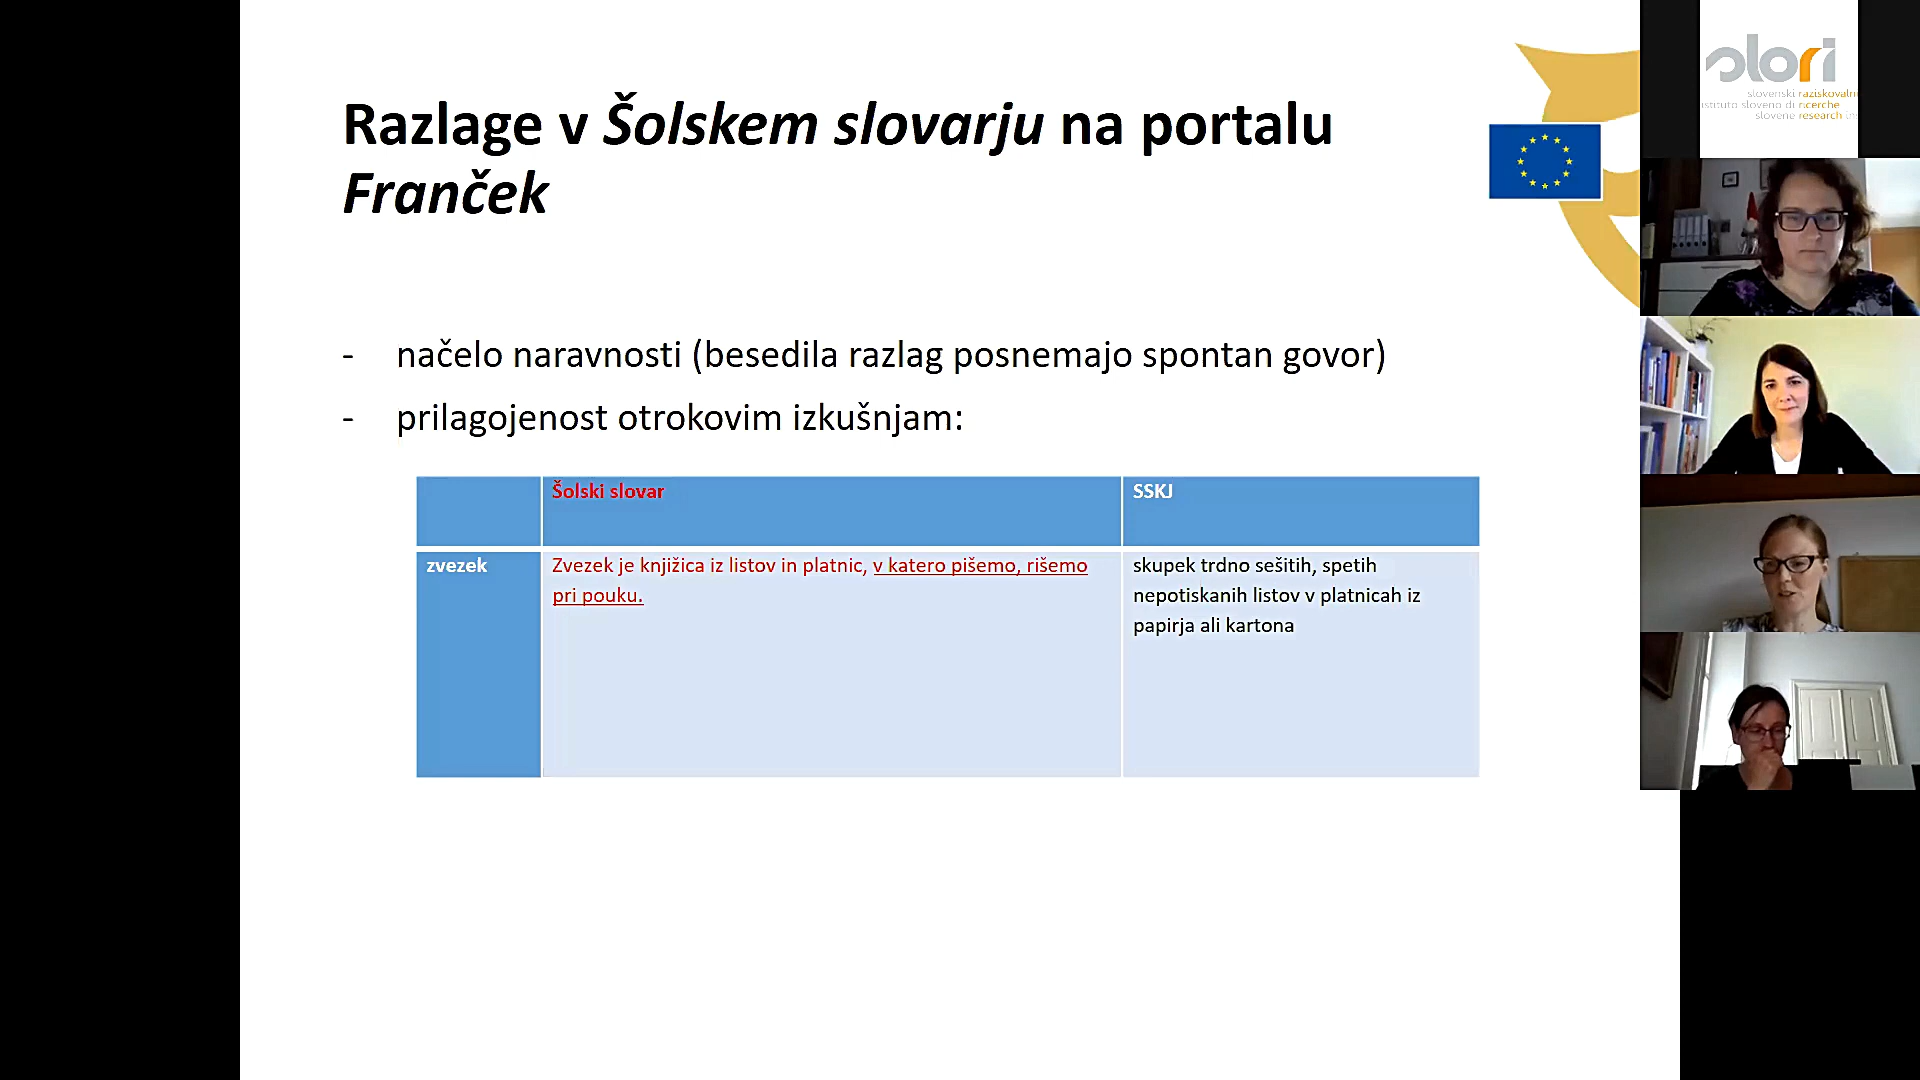 Razlage v Šolskem slovarju na portalu
Franček
- načelo naravnosti (besedila razlag posnemajo spontan govor)
- prilagojenost otrokovim izkušnjam:
Šolski slovar
SSKJ
zvezek
Zvezek je knjižica iz listov in platnic, v katero pišemo, rišemo
pri pouku.
skupek trdno sešitih, spetih
nepotiskanih listov v platnicah iz
papirja ali kartona
slori
slovenski
sloveno di ricerche
slovene research